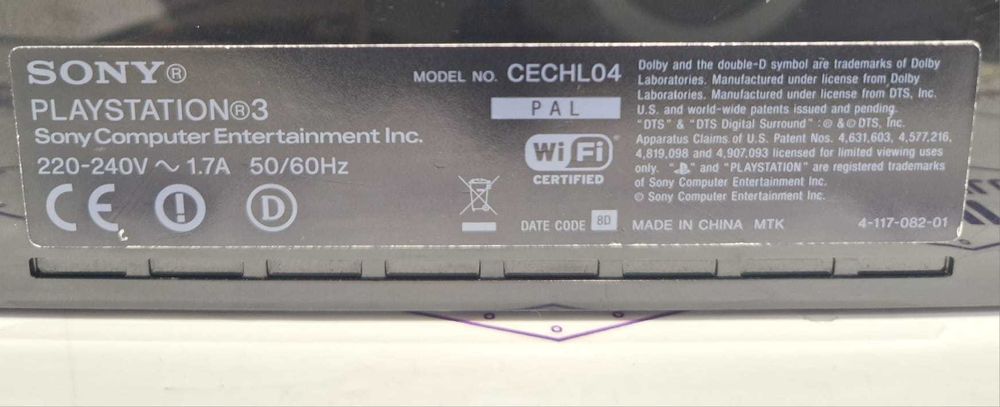 SONY®
PLAYSTATION®3
Sony Computer Entertainment Inc.
220-240V ~ 1.7A 50/60Hz
CE
D
MODEL NO. CECHL04
PAL
Wi Fi ®
CERTIFIED
DATE CODE 8D
Dolby and the double-D symbol are trademarks of Dolby
Laboratories. Manufactured under license from Dolby
Laboratories. Manufactured under license from DTS, Inc.
U.S. and world-wide patents issued and pending.
"DTS" & "DTS Digital Surround" : ® & © DTS, Inc.
Apparatus Claims of U.S. Patent Nos. 4,631,603, 4,577,216,
4,819,098 and 4,907,093 licensed for limited viewing uses
only. " " and "PLAYSTATION" are registered trademarks
of Sony Computer Entertainment Inc.
© Sony Computer Entertainment Inc.
MADE IN CHINA MTK
4-117-082-01